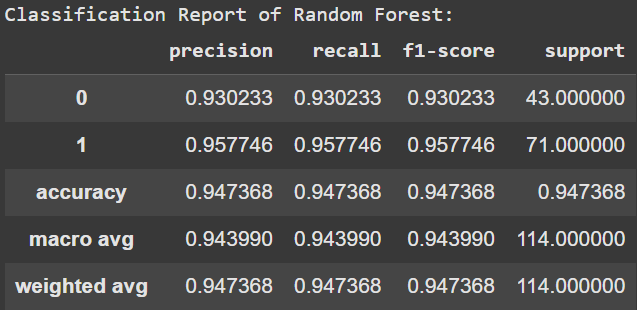 Classification Report of Random Forest:
precision recall f1-score support
0 0.930233 0.930233 0.930233 43.000000
1 0.957746 0.957746 0.957746 71.000000
accuracy 0.947368 0.947368 0.947368 0.947368
macro avg 0.943990 0.943990 0.943990 114.000000
weighted avg 0.947368 0.947368 0.947368 114.000000